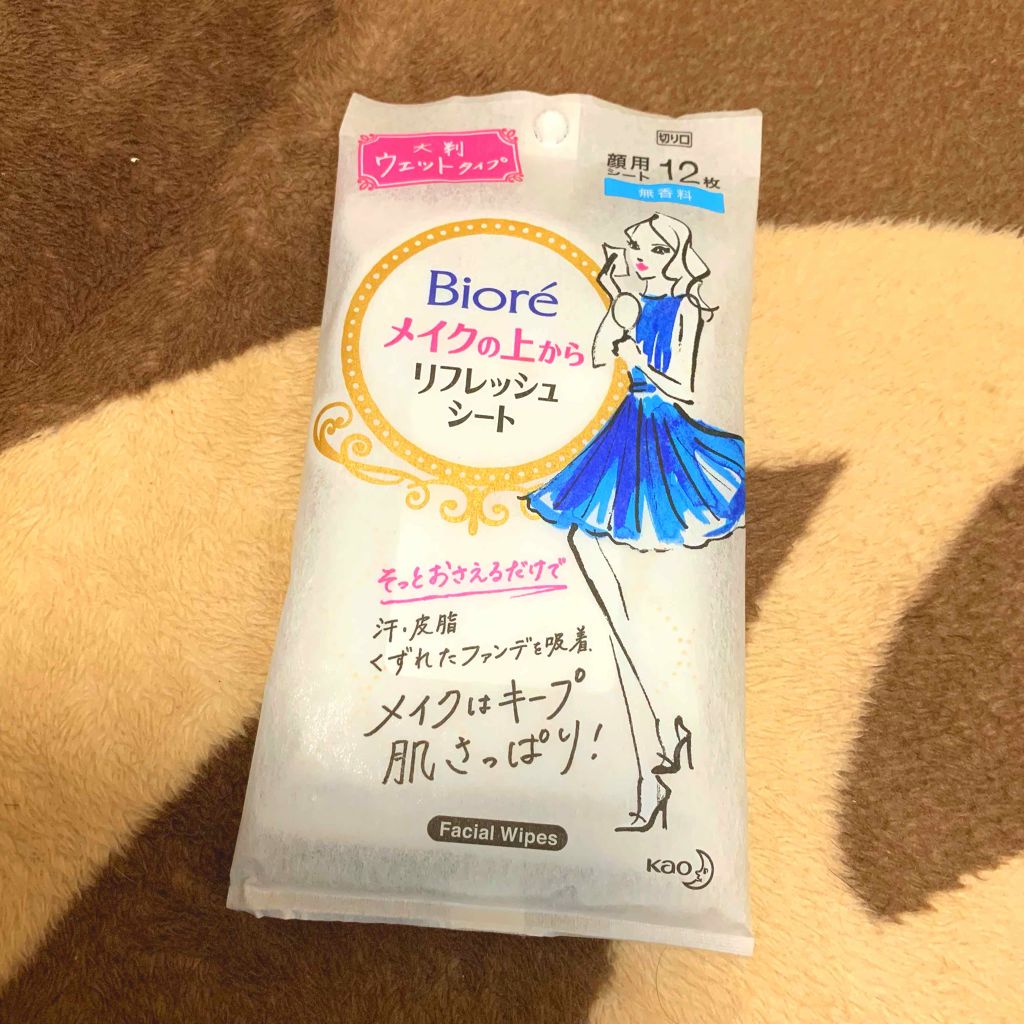 大判
ウェットタイプ
切り口
顔用
シート
12枚
無香料
Bioré
メイクの上から
リフレッシュ
シート
そっとおさえるだけで
汗・皮脂
くずれたファンデを吸着
メイクはキープ
肌さっぱり!
Facial Wipes
Kao